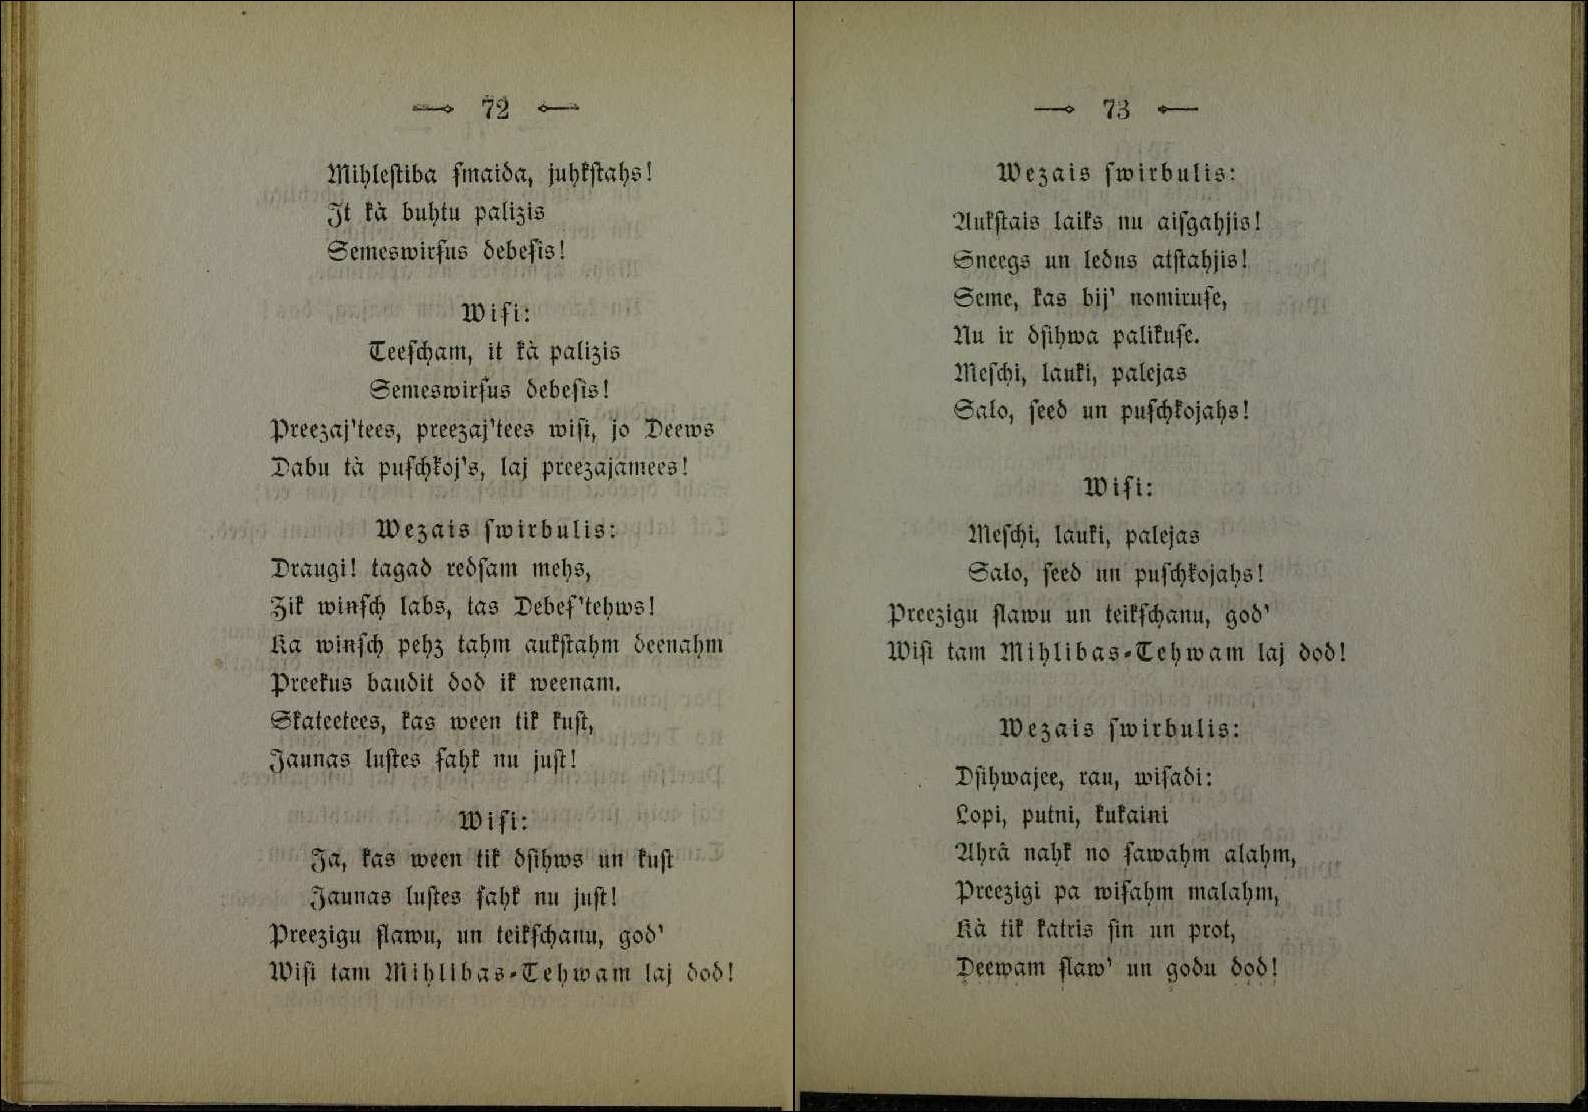 72
Mihleſtiba ſmaida, juhkſtahs!
It kà buhtu palizis
Semeswirſus debeſis!
Wiſi:
Teeſcham, it kà palizis
Semeswirſus debeſis!
Preezaj'tees, preezaj'tees wiſi, jo Deews
Dabu tà puſchkoj's, laj preezajamees!
Wezais ſwirbulis:
Draugi! tagad redſam mehs,
Zik winſch labs, tas Debeſ'tehws!
Ka winſch pehz tahm aukſtahm deenahm
Preekus baudit dod ik weenam.
Skateetees, kas ween tik kuſt,
Jaunas luſtes ſahk nu juſt!
Wiſi:
Ja, kas ween tik dſihws un kuſt
Jaunas luſtes ſahk nu juſt!
Preezigu ſlawu, un teikſchanu, god'
Wiſi tam Mihlibas-Tehwam laj dod!
73
Wezais ſwirbulis:
Aukſtais laiks nu aiſgahjis!
Sneegs un ledus atſtahjis!
Seme, kas bij' nomiruſe,
Nu ir dſihwa palikuſe.
Meſchi, lauki, palejas
Salo, ſeed un puſchkojahs!
Wiſi:
Meſchi, lauki, palejas
Salo, ſeed un puſchkojahs!
Preezigu ſlawu un teikſchanu, god'
Wiſi tam Mihlibas-Tehwam laj dod!
Wezais ſwirbulis:
Dſihwajee, rau, wiſadi:
Lopi, putni, kukaini
Ahrâ nahk no ſawahm alahm,
Preezigi pa wiſahm malahm,
Kà tik katris ſin un prot,
Deewam ſlaw' un godu dod!